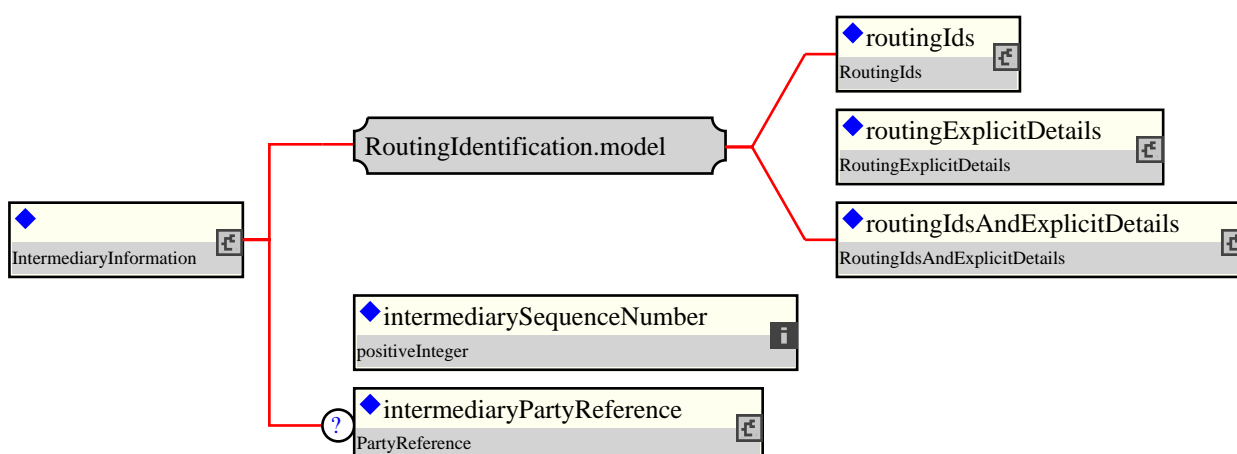 routingIds
RoutingIds
routingExplicitDetails
RoutingExplicitDetails
RoutingIdentification.model
routingIdsAndExplicitDetails
RoutingIdsAndExplicitDetails
IntermediaryInformation
intermediarySequenceNumber
positiveInteger
i
intermediaryPartyReference
?
PartyReference